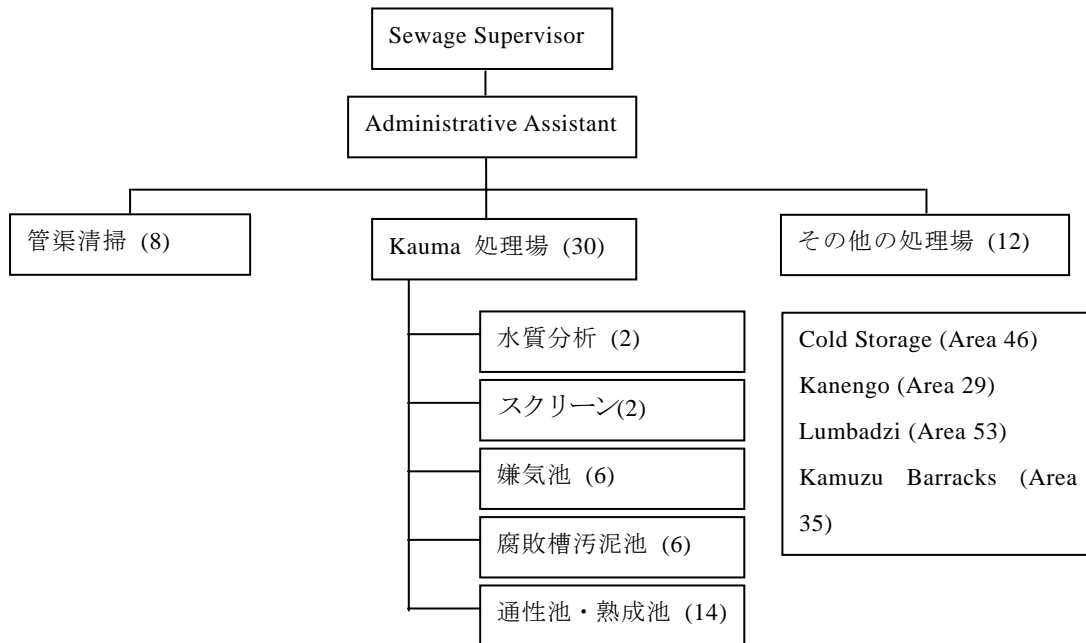 Sewage Supervisor
Administrative Assistant
管渠清掃 (8)
Kauma 処理場 (30)
その他の処理場 (12)
水質分析 (2)
スクリーン(2)
嫌気池 (6)
腐敗槽汚泥池 (6)
通性池・熟成池 (14)
Cold Storage (Area 46)
Kanengo (Area 29)
Lumbadzi (Area 53)
Kamuzu Barracks (Area
35)